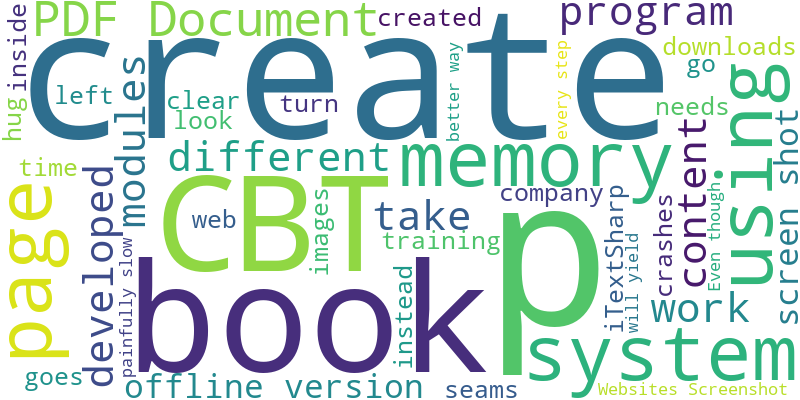 inside
PDF Document
created
program
create
downloads
left
clear
look
turn
better way
every step
go
needs
hug
modules
time
different
memory
using
page
developed
CBT
web
images
take
training
company
content
screen shot
Even though
crashes
painfully slow
book
p
instead
iTextSharp
will yield
work
system
goes
offline version
seams
Websites Screenshot